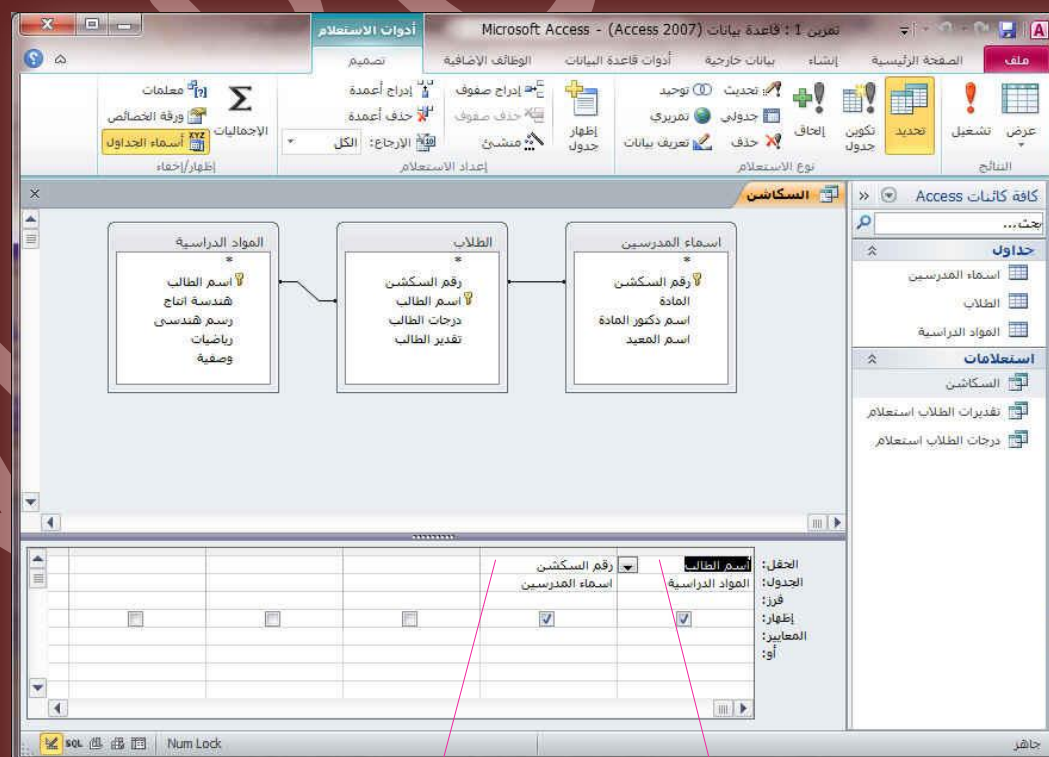 تمرين 1 : قاعدة بيانات (Access 2007) - Microsoft Access
أدوات الاستعلام
ملف
الصفحة الرئيسية
إنشاء
بيانات خارجية
أدوات قاعدة البيانات
الوظائف الإضافية
تصميم
عرض
تشغيل
النتائج
تحديد
تكوين جدول
إلحاق
تحديث
توحيد
جدولي
تمريري
حذف
تعريف بيانات
نوع الاستعلام
إظهار جدول
إدراج صفوف
حذف صفوف
منشئ
إدراج أعمدة
حذف أعمدة
الارجاع: الكل
إعداد الاستعلام
الإجماليات
معلمات
ورقة الخصائص
أسماء الجداول
إظهار/إخفاء
كافة كائنات Access
بحث...
جداول
اسماء المدرسين
الطلاب
المواد الدراسية
استعلامات
السكاشن
تقديرات الطلاب استعلام
درجات الطلاب استعلام
السكاشن
اسماء المدرسين
*
رقم السكشن
المادة
اسم دكتور المادة
اسم المعيد
الطلاب
*
رقم السكشن
اسم الطالب
درجات الطالب
تقدير الطالب
المواد الدراسية
*
اسم الطالب
هندسة انتاج
رسم هندسى
رياضيات
وصفية
الحقل: أسم الطالب رقم السكشن
الجدول: المواد الدراسية اسماء المدرسين
فرز:
إظهار:
المعايير:
أو:
جاهز
Num Lock
SQL